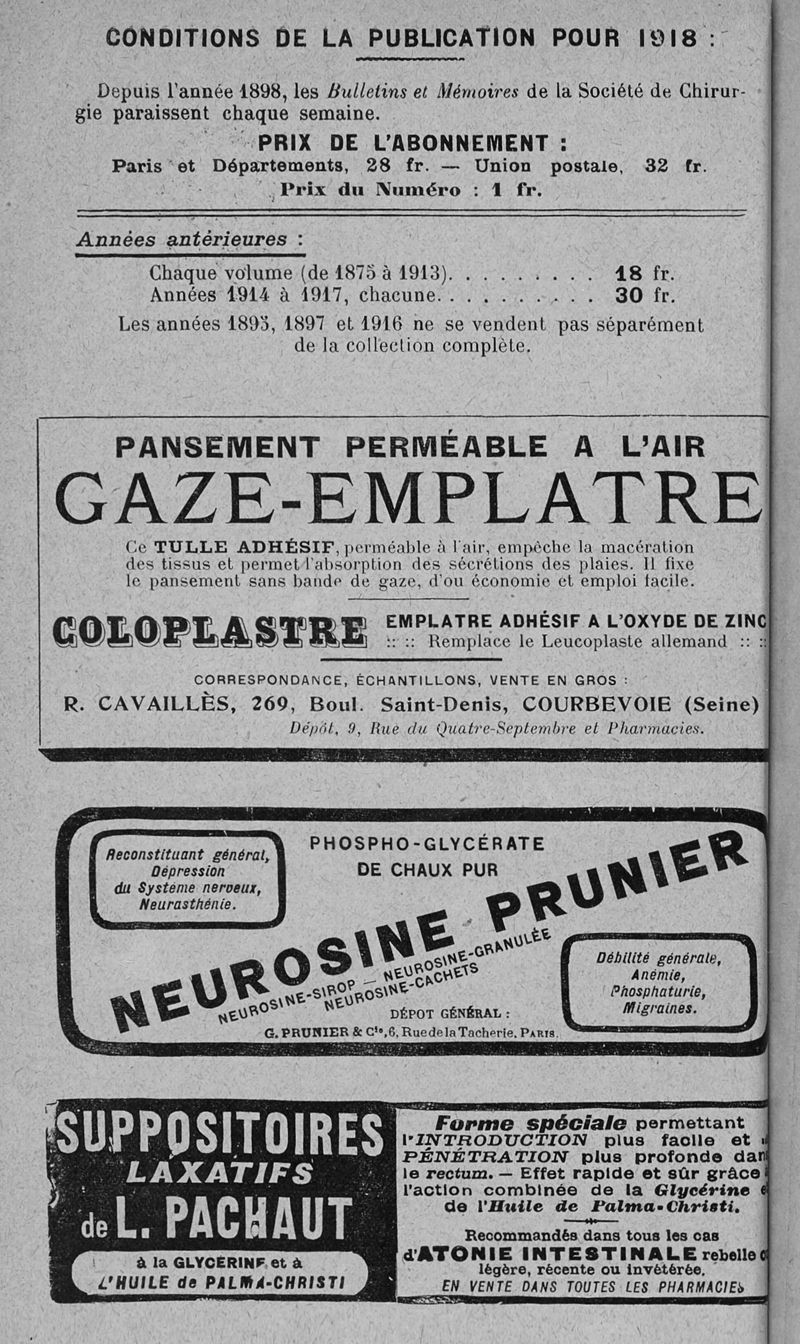 CONDITIONS DE LA PUBLICATION POUR 1918 :
Depuis l'année 1898, les Bulletins et Mémoires de la Société de Chirur-
gie paraissent chaque semaine.
PRIX DE L'ABONNEMENT :
Paris et Départements, 28 fr. — Union postale, 32 fr.
Prix du Numéro : 1 fr.
Années antérieures :
Chaque volume (de 1875 à 1913). . . . . . . . . 18 fr.
Années 1914 à 1917, chacune. . . . . . . . . . 30 fr.
Les années 1895, 1897 et 1916 ne se vendent pas séparément
de la collection complète.
PANSEMENT PERMÉABLE A L'AIR
GAZE-EMPLATRE
Ce TULLE ADHÉSIF, perméable à l'air, empêche la macération
des tissus et permet l'absorption des sécrétions des plaies. Il fixe
le pansement sans bande de gaze, d'où économie et emploi facile.
COLOPLASTRE
EMPLATRE ADHÉSIF A L'OXYDE DE ZINC
:: :: Remplace le Leucoplaste allemand :: ::
CORRESPONDANCE, ÉCHANTILLONS, VENTE EN GROS :
R. CAVAILLÈS, 269, Boul. Saint-Denis, COURBEVOIE (Seine)
Dépôt, 9, Rue du Quatre-Septembre et Pharmacies.
Reconstituant général,
Dépression
du Système nerveux,
Neurasthénie.
PHOSPHO-GLYCÉRATE
DE CHAUX PUR
NEUROSINE PRUNIER
NEUROSINE-SIROP — NEUROSINE-GRANULÉE
NEUROSINE-CACHETS
Débilité générale,
Anémie,
Phosphaturie,
Migraines.
DÉPOT GÉNÉRAL :
G. PRUNIER & Cie, 6, Rue de la Tacherie, PARIS.
SUPPOSITOIRES
LAXATIFS
de L. PACHAUT
à la GLYCERINE et à
L'HUILE de PALMA-CHRISTI
Forme spéciale permettant
l'INTRODUCTION plus facile et
PÉNÉTRATION plus profonde dan
le rectum. — Effet rapide et sûr grâce
l'action combinée de la Glycérine
de l'Huile de Palma-Christi.
Recommandés dans tous les cas
d'ATONIE INTESTINALE rebelle
légère, récente ou invétérée.
EN VENTE DANS TOUTES LES PHARMACIES